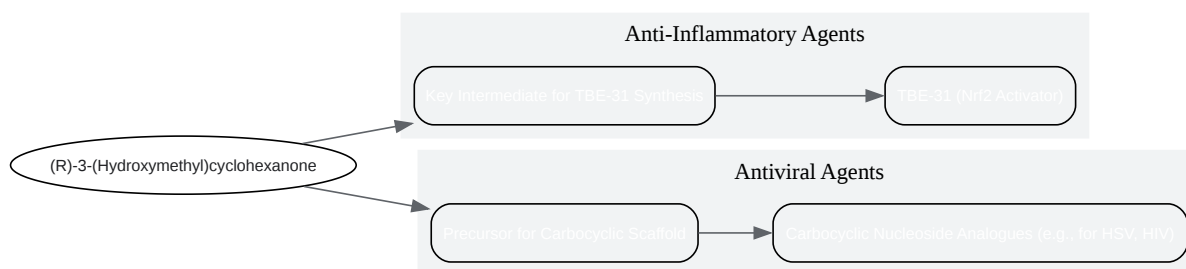 Anti-Inflammatory Agents
Key Intermediate for TBE-31 Synthesis
TBE-31 (Nrf2 Activator)
(R)-3-(Hydroxymethyl)cyclohexanone
Antiviral Agents
Precursor for Carbocyclic Scaffold
Carbocyclic Nucleoside Analogues (e.g., for HSV, HIV)